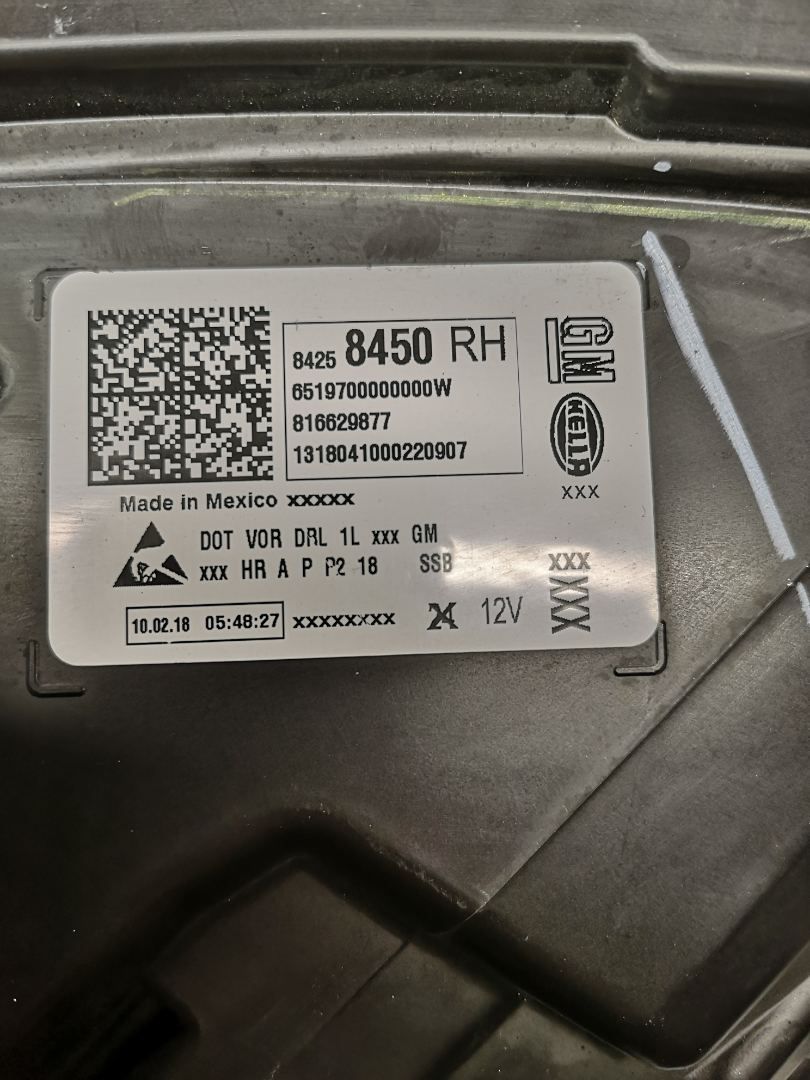 8425 8450 RH
6519700000000W
816629877
1318041000220907
GM
HELLA
XXX
Made in Mexico xxxxx
DOT VOR DRL 1L xxx GM
xxx HR A P P2 18 SSB
XXX
XXX
10.02.18 05:48:27 xxxxxxxx 24 12V